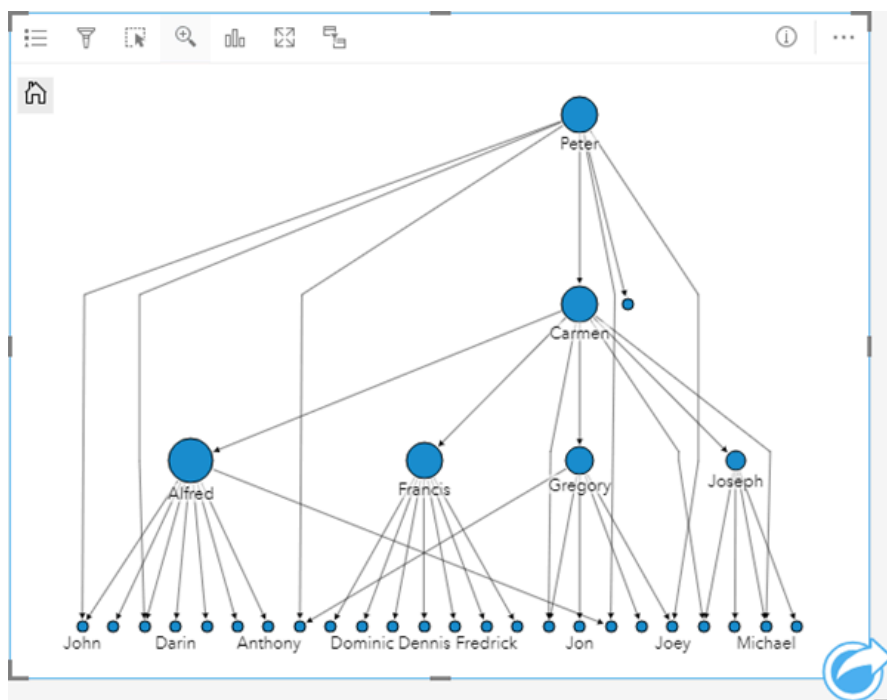 Peter
Carmen
Alfred
Francis
Gregory
Joseph
John
Darin
Anthony
Dominic
Dennis
Fredrick
Jon
Joey
Michael